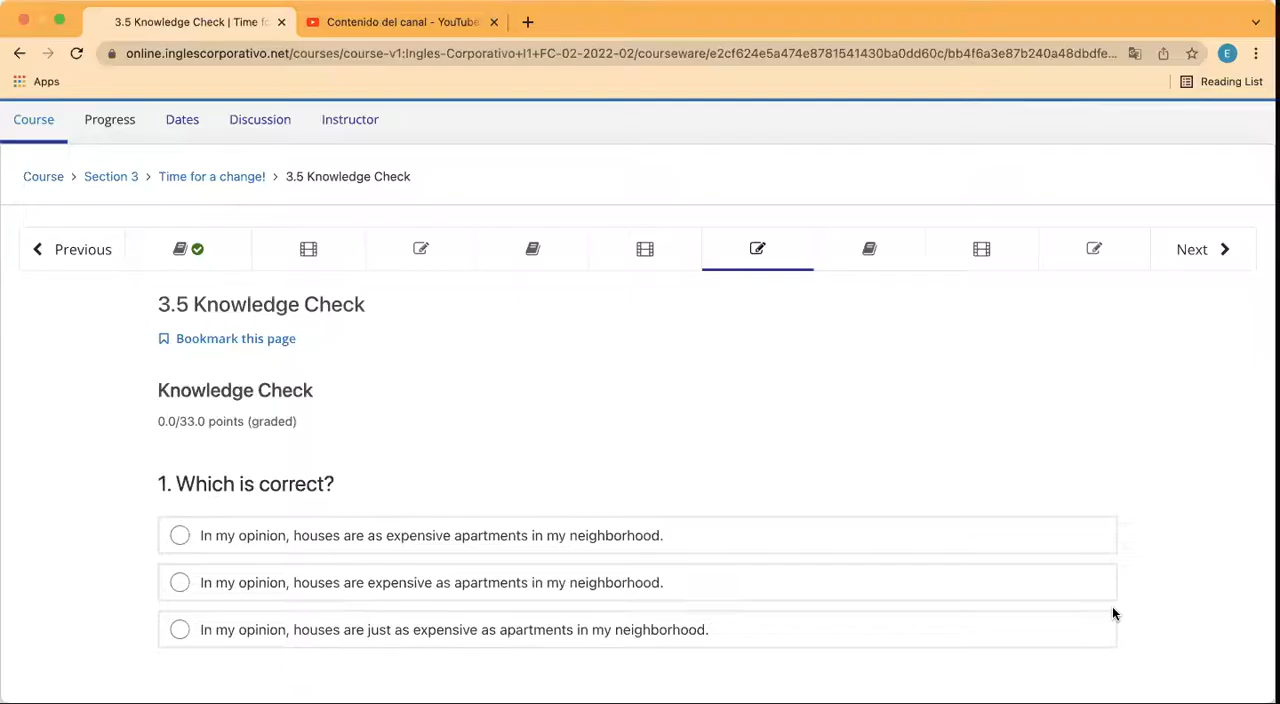 3.5 Knowledge Check | Time fo
Contenido del canal - YouTube
online.inglescorporativo.net/courses/course-v1:Ingles-Corporativo+I1+FC-02-2022-02/courseware/e2cf624e5a474e8781541430ba0dd60c/bb4f6a3e87b240a48dbdfe...
E
Apps
Reading List
Course
Progress
Dates
Discussion
Instructor
Course > Section 3 > Time for a change! > 3.5 Knowledge Check
Previous
Next
3.5 Knowledge Check
Bookmark this page
Knowledge Check
0.0/33.0 points (graded)
1. Which is correct?
In my opinion, houses are as expensive apartments in my neighborhood.
In my opinion, houses are expensive as apartments in my neighborhood.
In my opinion, houses are just as expensive as apartments in my neighborhood.